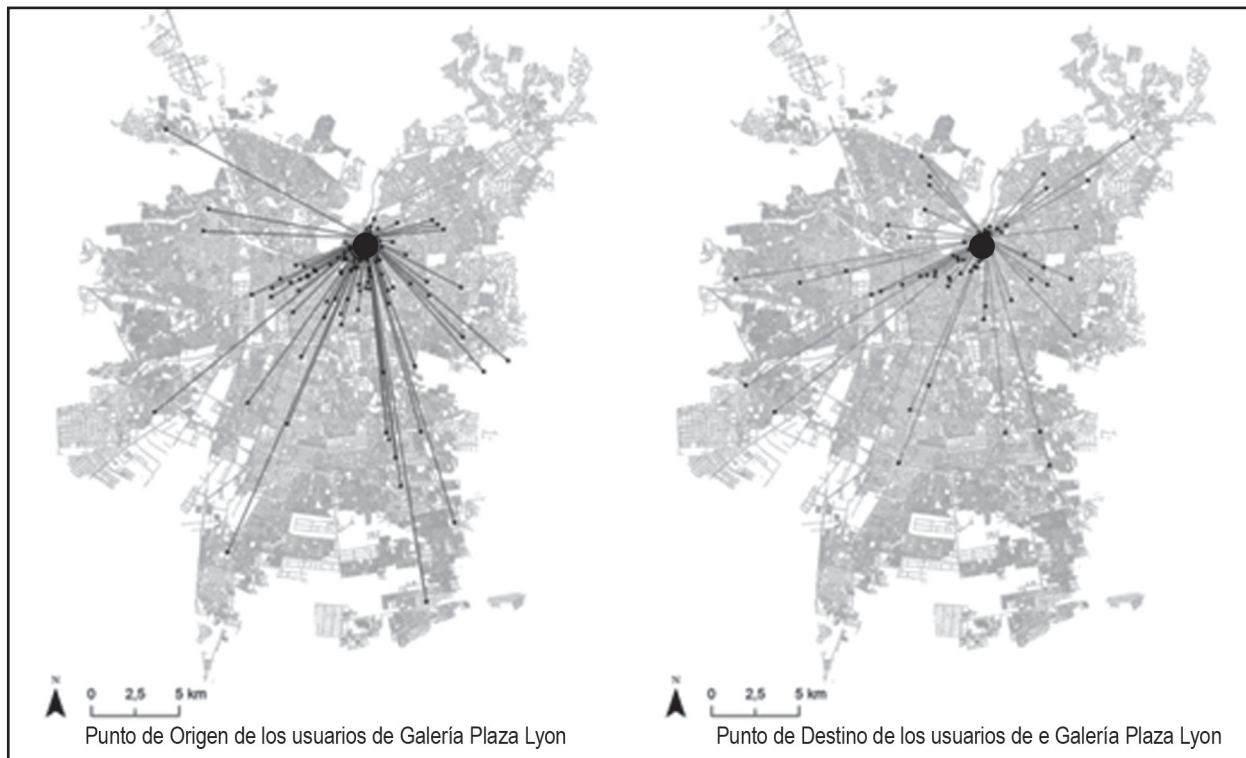 N
0 2,5 5 km
Punto de Origen de los usuarios de Galería Plaza Lyon
N
0 2,5 5 km
Punto de Destino de los usuarios de e Galería Plaza Lyon